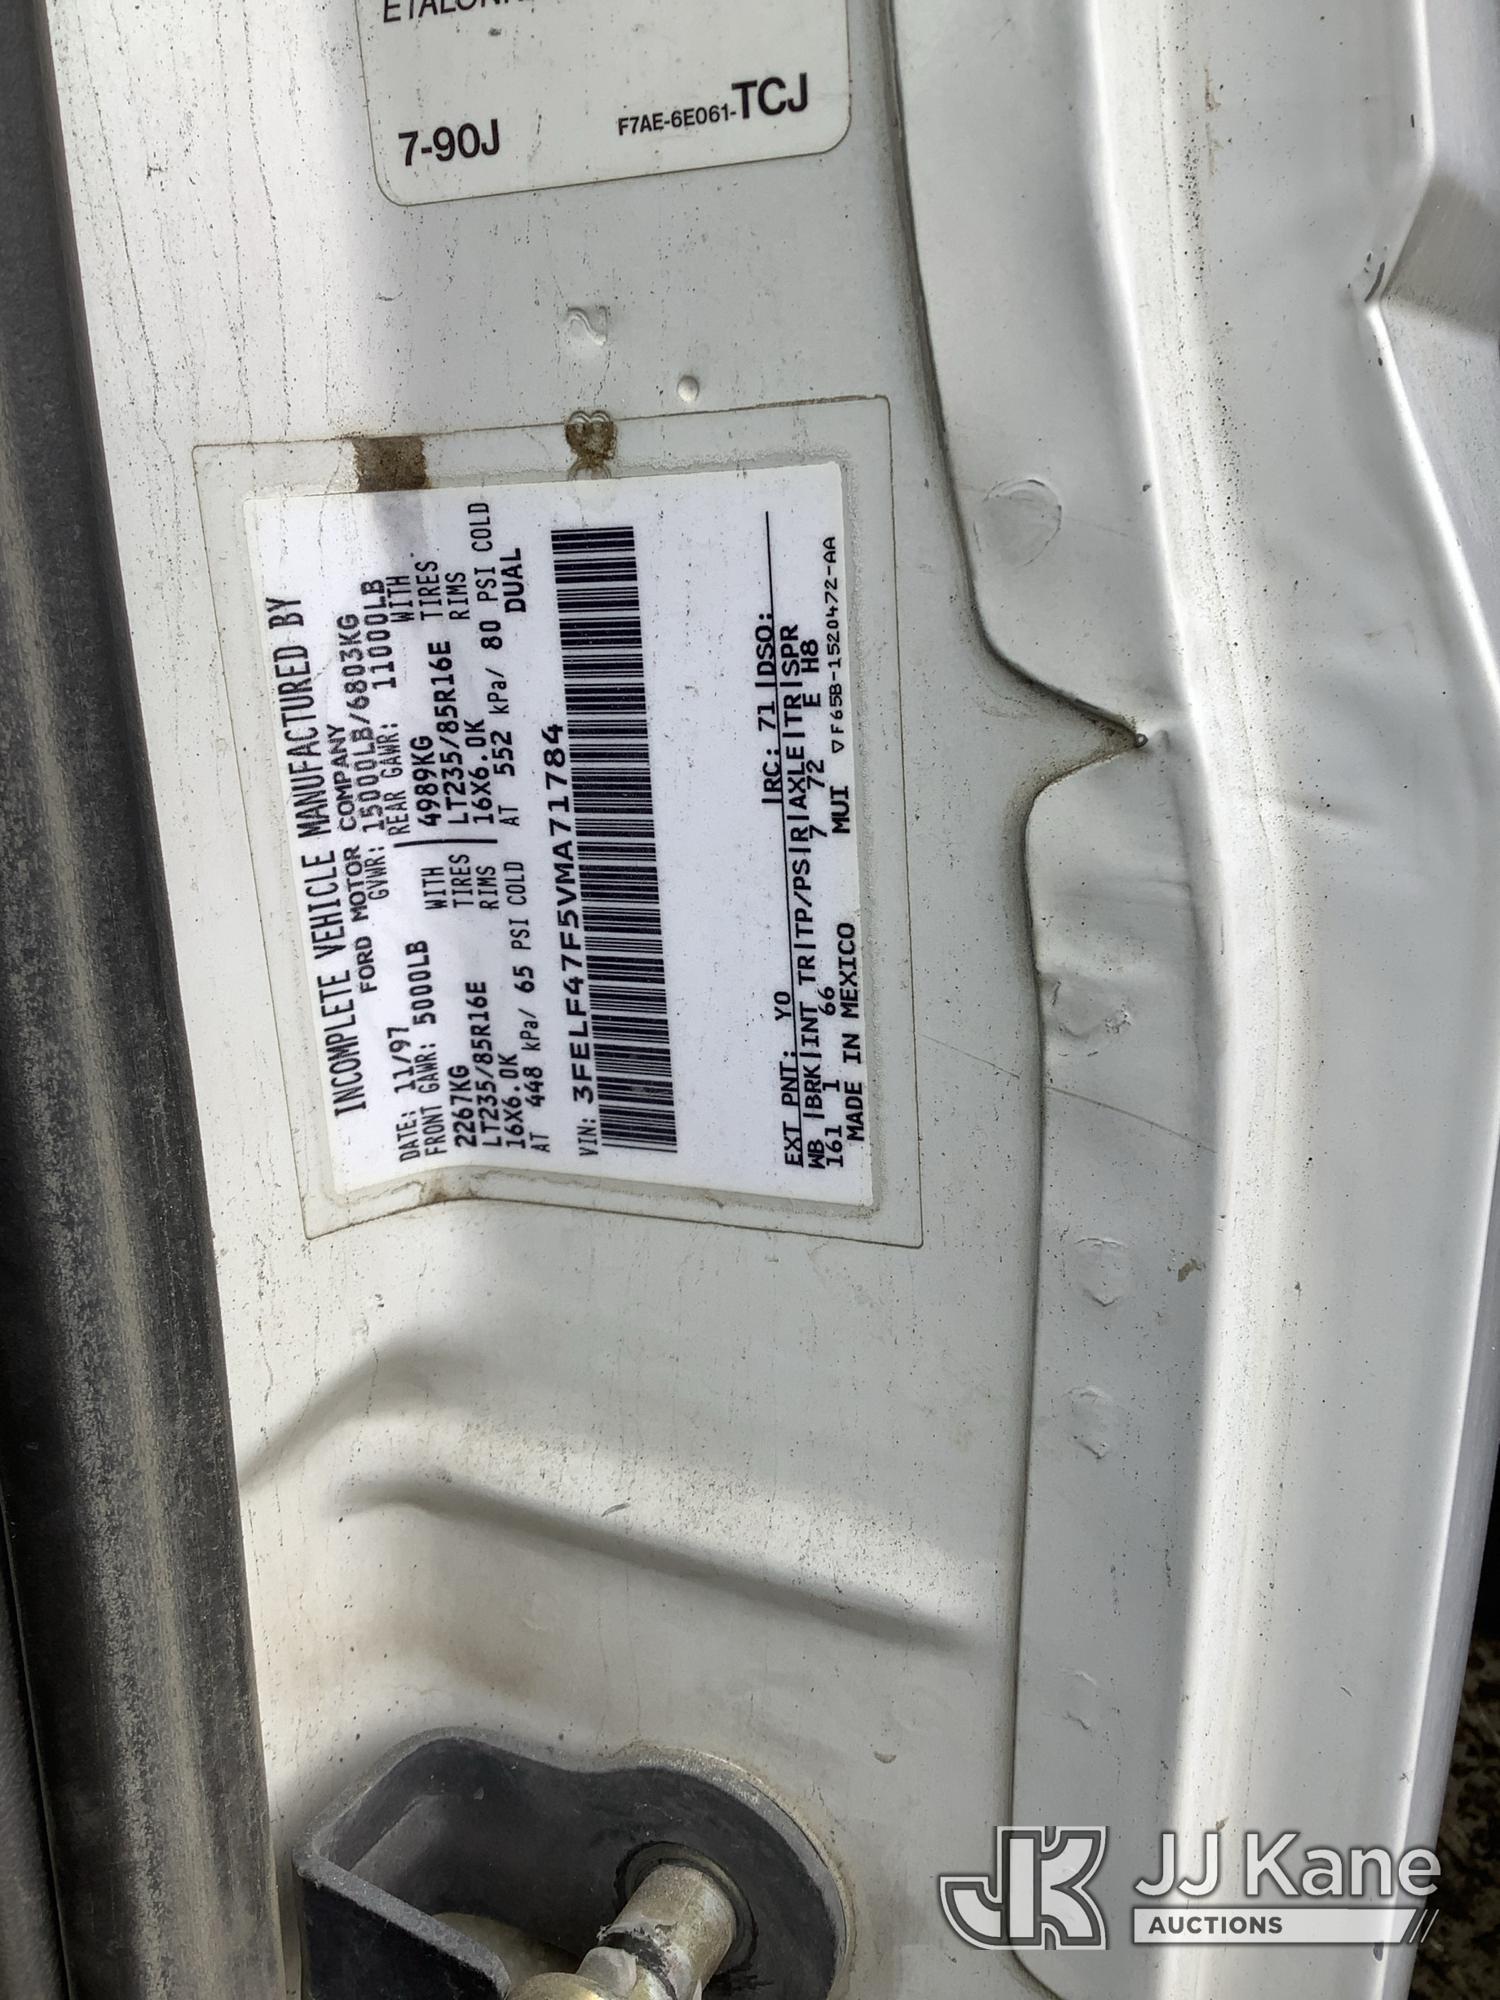 7-90J
F7AE-6E061-TCJ
INCOMPLETE VEHICLE MANUFACTURED BY
FORD MOTOR COMPANY
DATE: 11/97 GVWR: 15000LB/6803KG
FRONT GAWR: 5000LB REAR GAWR: 11000LB
2267KG WITH 4989KG WITH
LT235/85R16E TIRES LT235/85R16E TIRES
16X6.0K RIMS 16X6.0K RIMS
AT 448 kPa/ 65 PSI COLD AT 552 kPa/ 80 PSI COLD
DUAL
VIN: 3FELF47F5VMA71784
EXT PNT: YO RC: 71 DSO:
WB BRK INT TR TP/PS R AXLE TR SPR
161 1 66 7 72 E H8
MADE IN MEXICO MUI ▽ F65B-1520472-AA
JK JJ Kane
AUCTIONS